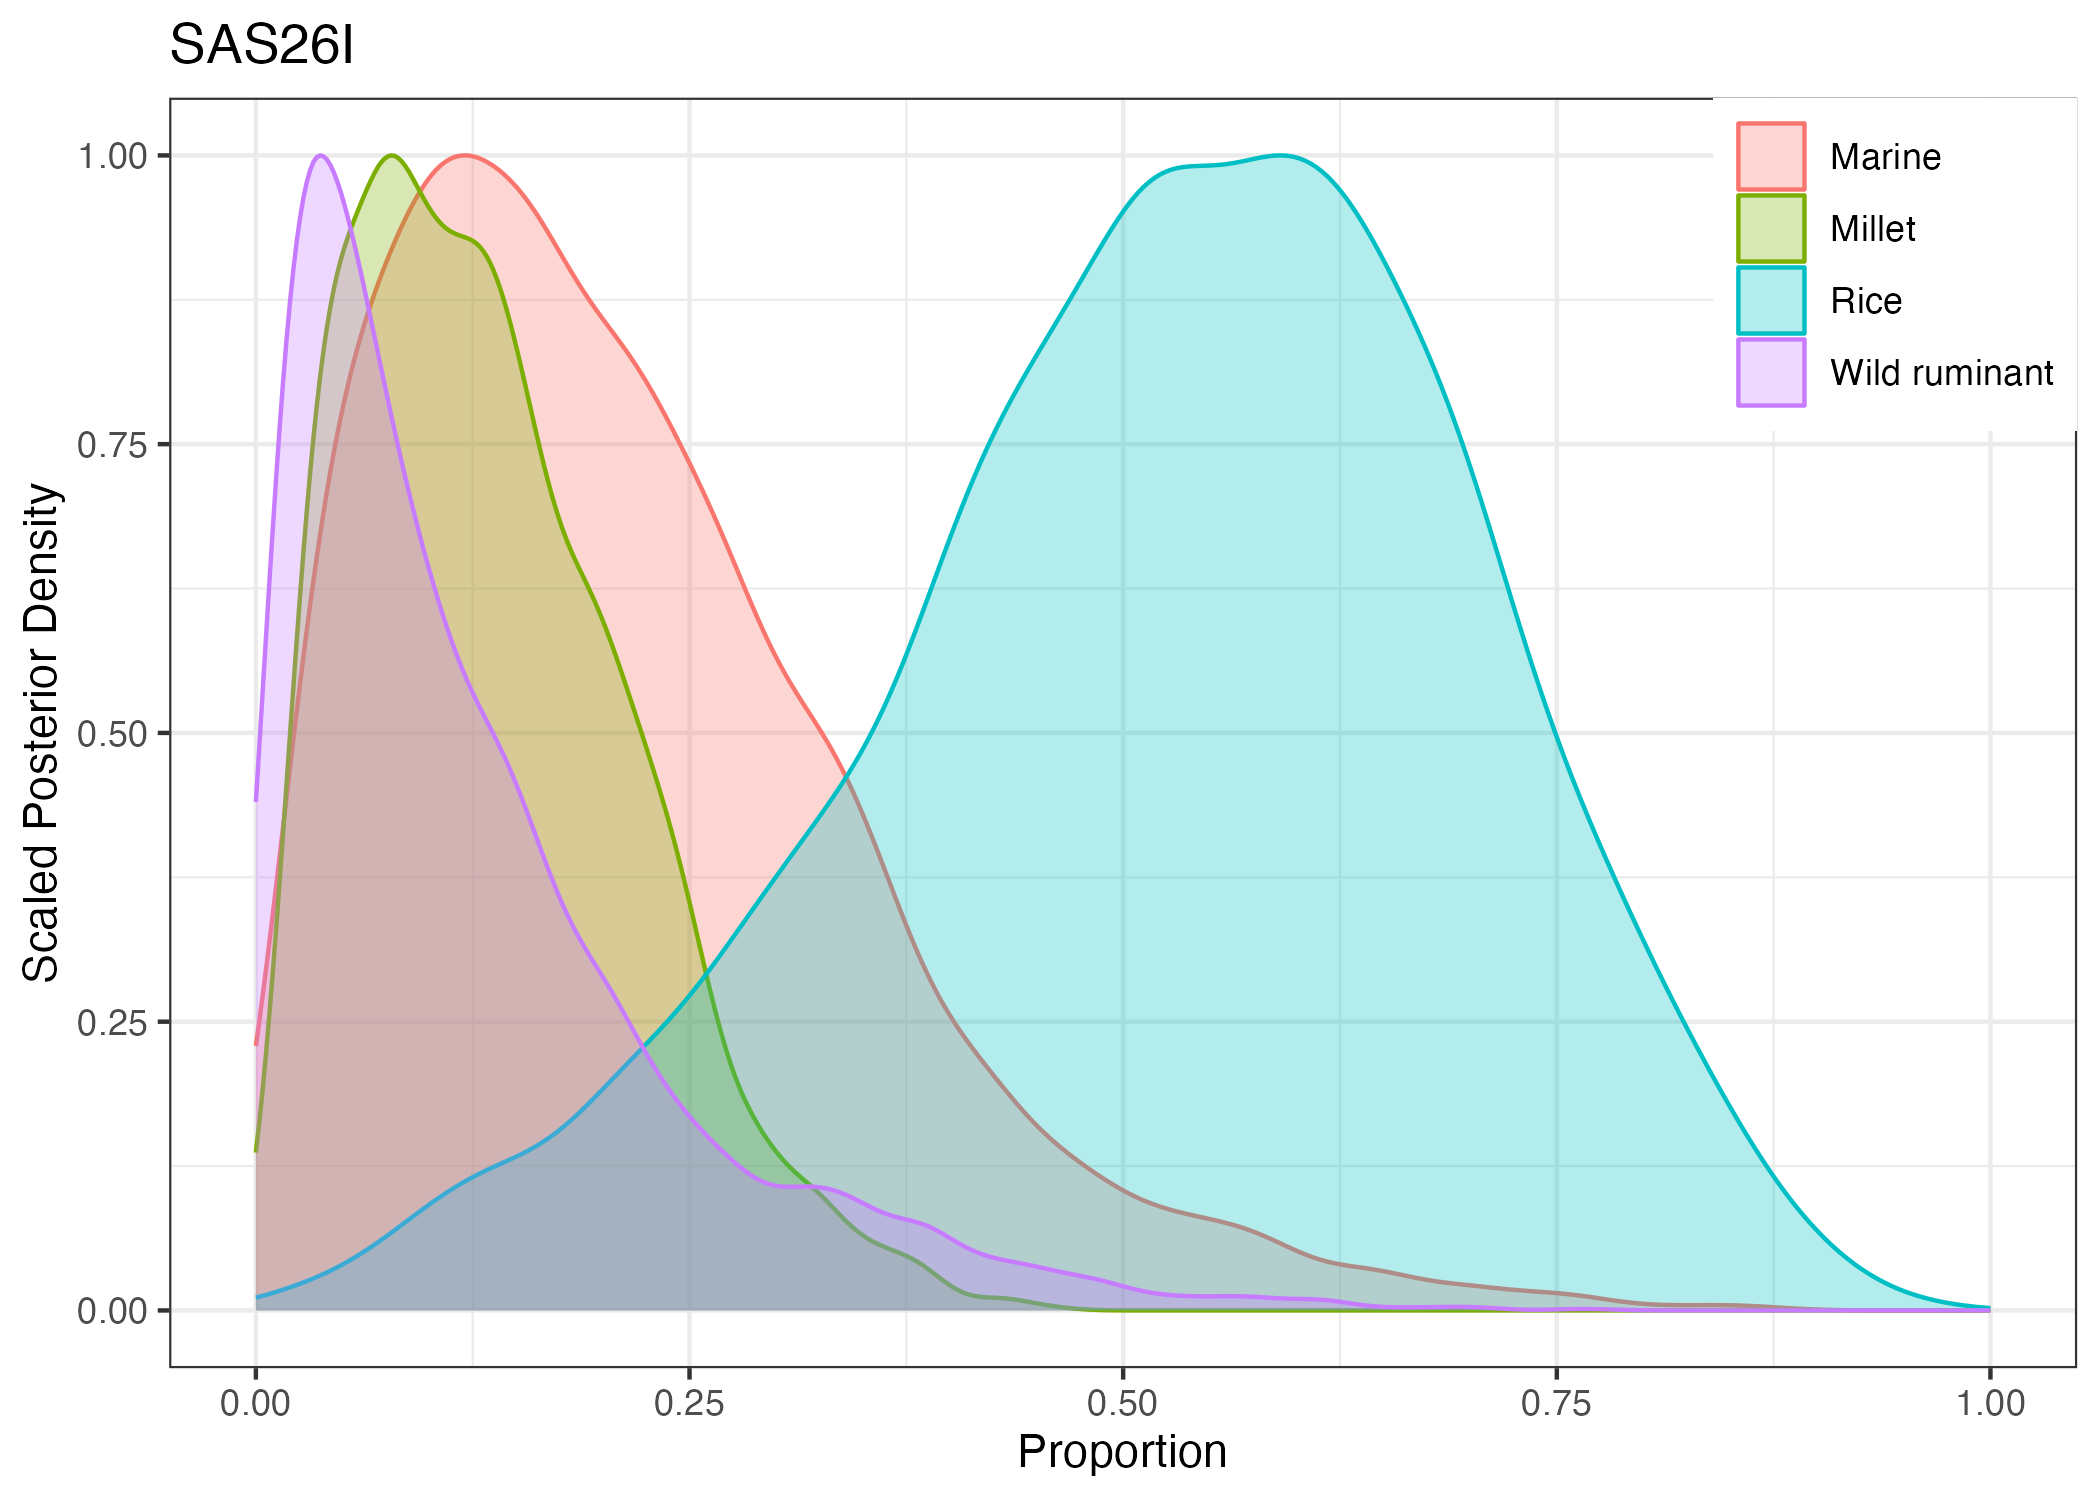 SAS26I
Marine
Millet
Rice
Wild ruminant
Scaled Posterior Density
1.00
0.75
0.50
0.25
0.00
0.00 0.25 0.50 0.75 1.00
Proportion